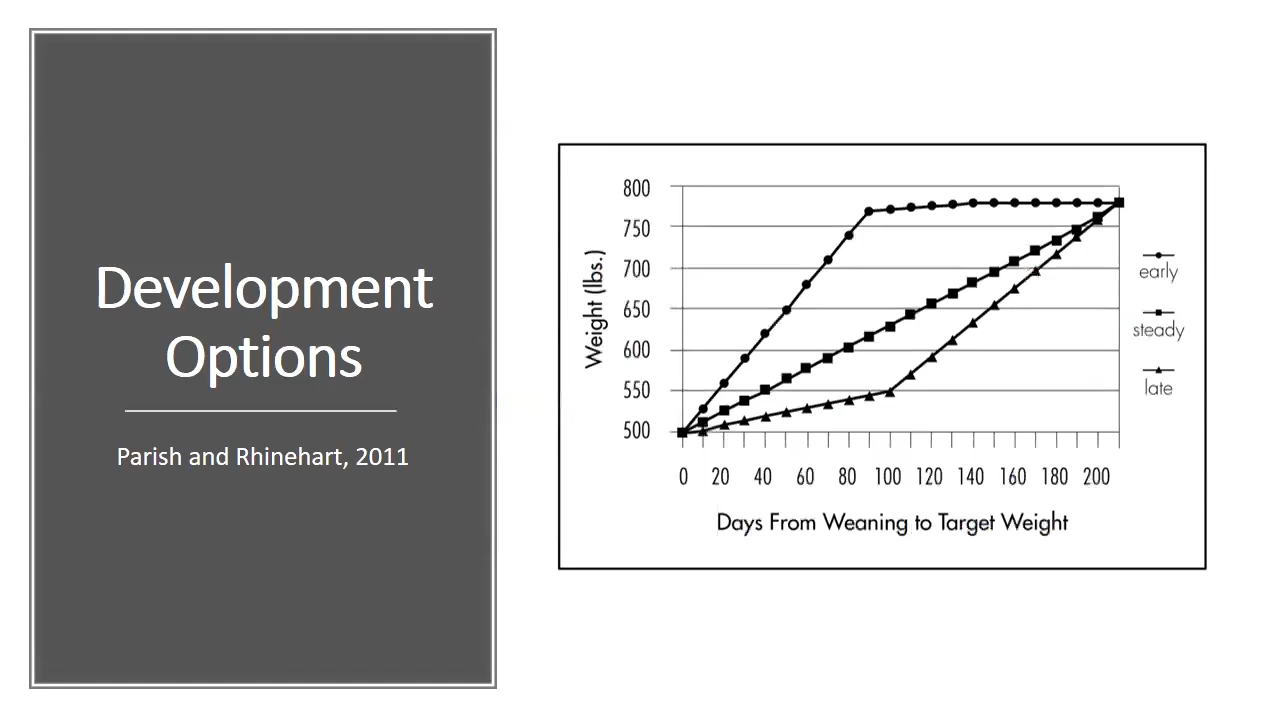 Development
Options
Parish and Rhinehart, 2011
800
750
700
650
600
550
500
Weight (lbs.)
0 20 40 60 80 100 120 140 160 180 200
Days From Weaning to Target Weight
early
steady
late